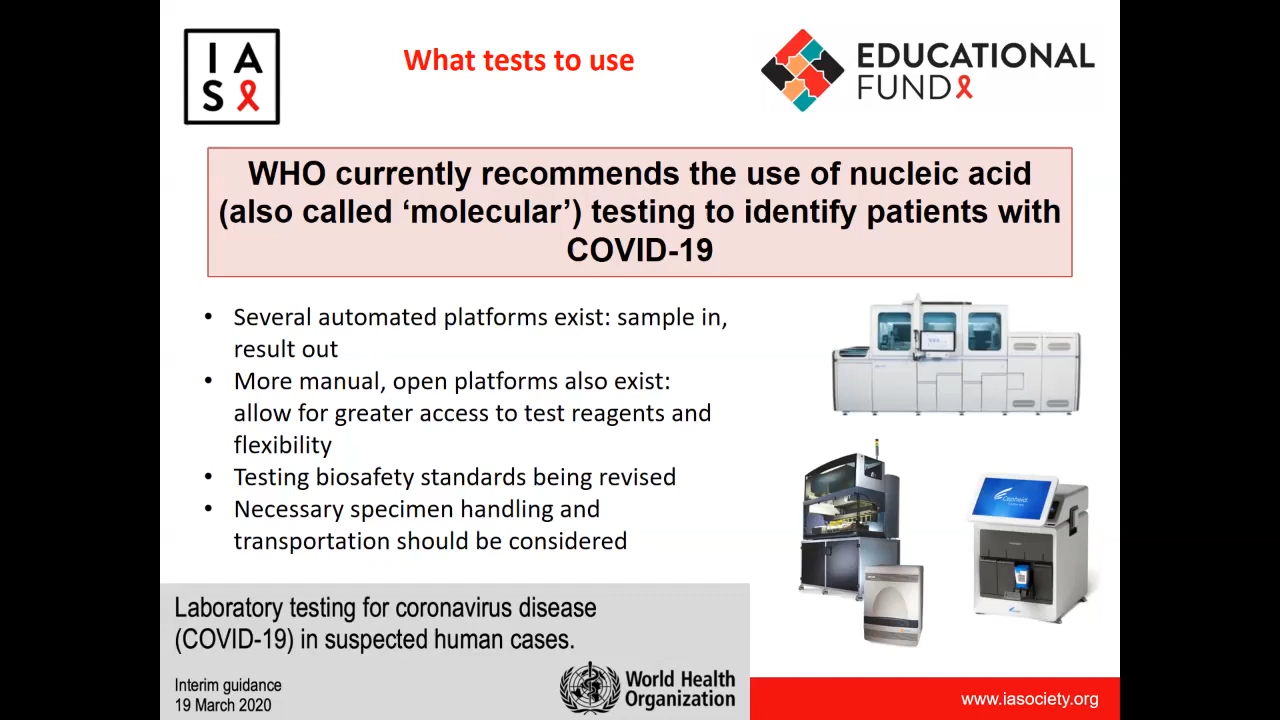 I A
S
What tests to use
EDUCATIONAL
FUND
WHO currently recommends the use of nucleic acid
(also called ‘molecular’) testing to identify patients with
COVID-19
• Several automated platforms exist: sample in,
result out
• More manual, open platforms also exist:
allow for greater access to test reagents and
flexibility
• Testing biosafety standards being revised
• Necessary specimen handling and
transportation should be considered
Cepheid
Laboratory testing for coronavirus disease
(COVID-19) in suspected human cases.
Interim guidance
19 March 2020
World Health
Organization
www.iasociety.org